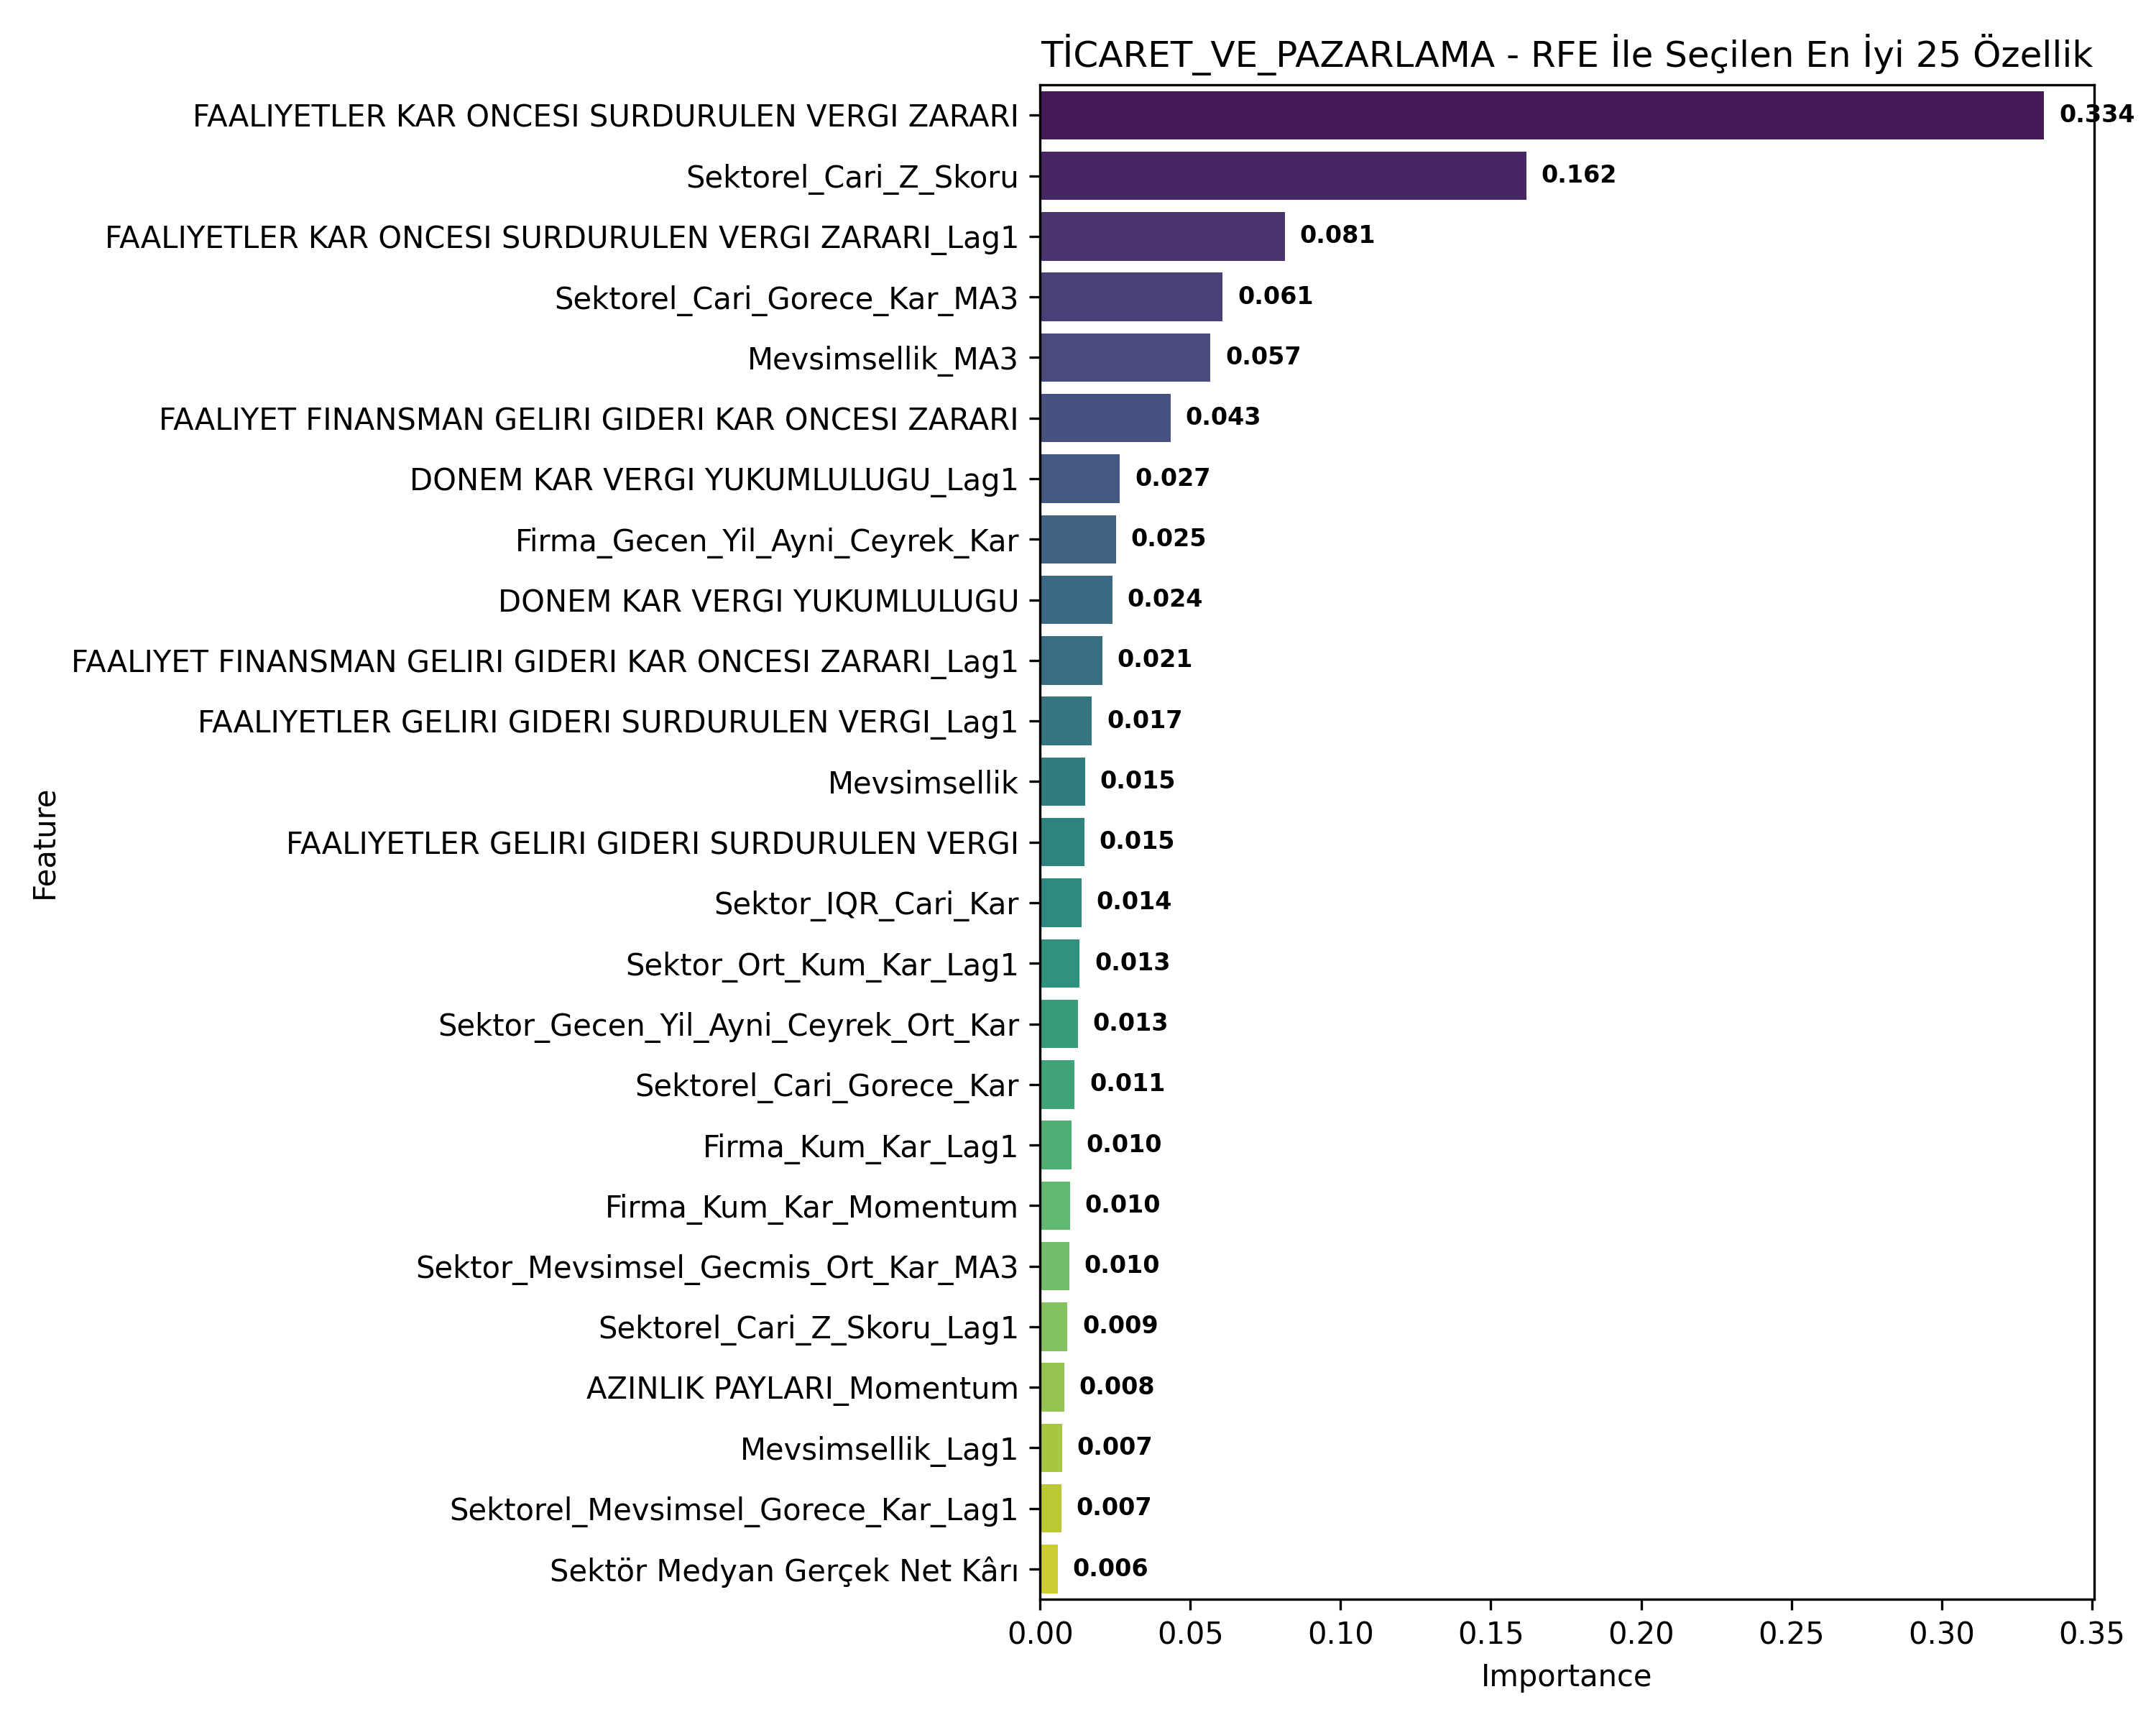 TİCARET_VE_PAZARLAMA - RFE İle Seçilen En İyi 25 Özellik
FAALIYETLER KAR ONCESI SURDURULEN VERGI ZARARI 0.334
Sektorel_Cari_Z_Skoru 0.162
FAALIYETLER KAR ONCESI SURDURULEN VERGI ZARARI_Lag1 0.081
Sektorel_Cari_Gorece_Kar_MA3 0.061
Mevsimsellik_MA3 0.057
FAALIYET FINANSMAN GELIRI GIDERI KAR ONCESI ZARARI 0.043
DONEM KAR VERGI YUKUMLULUGU_Lag1 0.027
Firma_Gecen_Yil_Ayni_Ceyrek_Kar 0.025
DONEM KAR VERGI YUKUMLULUGU 0.024
FAALIYET FINANSMAN GELIRI GIDERI KAR ONCESI ZARARI_Lag1 0.021
FAALIYETLER GELIRI GIDERI SURDURULEN VERGI_Lag1 0.017
Mevsimsellik 0.015
FAALIYETLER GELIRI GIDERI SURDURULEN VERGI 0.015
Sektor_IQR_Cari_Kar 0.014
Sektor_Ort_Kum_Kar_Lag1 0.013
Sektor_Gecen_Yil_Ayni_Ceyrek_Ort_Kar 0.013
Sektorel_Cari_Gorece_Kar 0.011
Firma_Kum_Kar_Lag1 0.010
Firma_Kum_Kar_Momentum 0.010
Sektor_Mevsimsel_Gecmis_Ort_Kar_MA3 0.010
Sektorel_Cari_Z_Skoru_Lag1 0.009
AZINLIK PAYLARI_Momentum 0.008
Mevsimsellik_Lag1 0.007
Sektorel_Mevsimsel_Gorece_Kar_Lag1 0.007
Sektör Medyan Gerçek Net Kârı 0.006
Feature
0.00 0.05 0.10 0.15 0.20 0.25 0.30 0.35
Importance